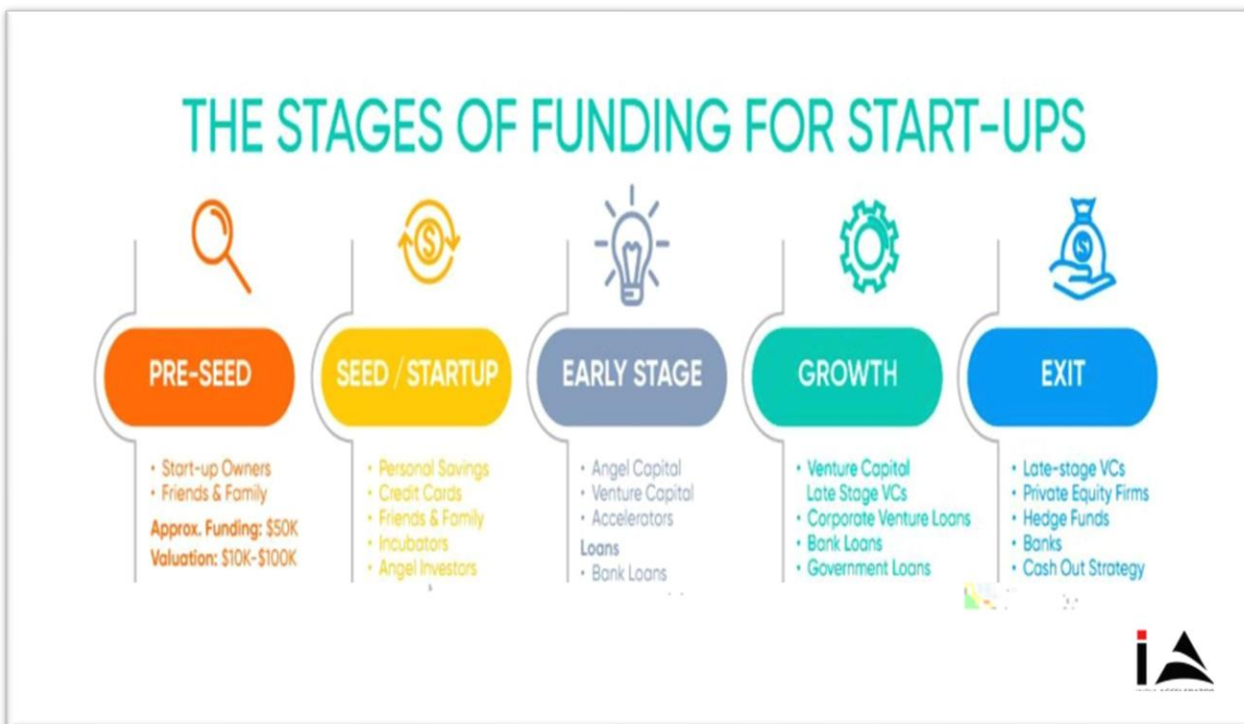 THE STAGES OF FUNDING FOR START-UPS
PRE-SEED
• Start-up Owners
• Friends & Family
Approx. Funding: $50K
Valuation: $10K-$100K
SEED / STARTUP
• Personal Savings
• Credit Cards
• Friends & Family
• Incubators
• Angel Investors
EARLY STAGE
• Angel Capital
• Venture Capital
• Accelerators
Loans
• Bank Loans
GROWTH
• Venture Capital
Late Stage VCs
• Corporate Venture Loans
• Bank Loans
• Government Loans
EXIT
• Late-stage VCs
• Private Equity Firms
• Hedge Funds
• Banks
• Cash Out Strategy
iA